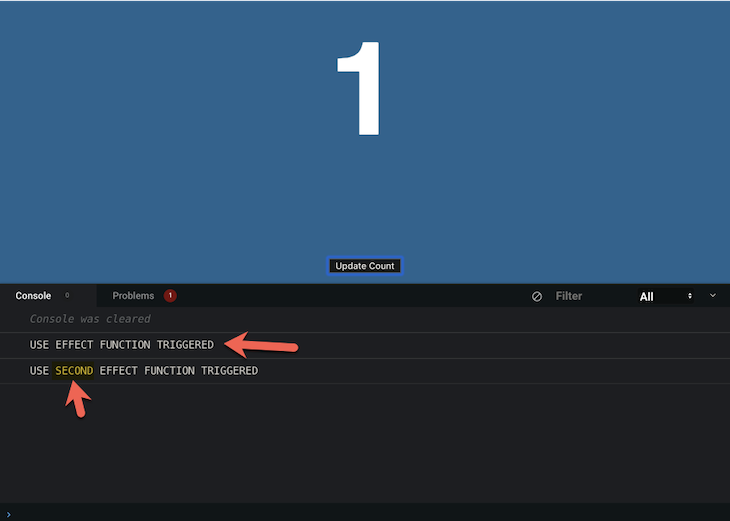 1
Update Count
Console 0 Problems 1 Filter All
Console was cleared
USE EFFECT FUNCTION TRIGGERED
USE SECOND EFFECT FUNCTION TRIGGERED